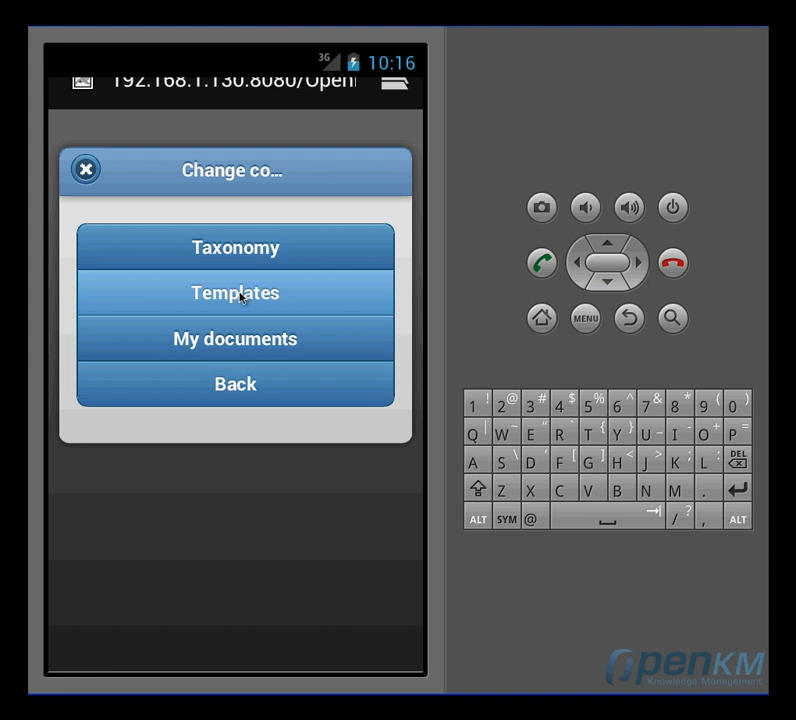 3G 10:16
192.168.1.130:8080/Open
Change co…
Taxonomy
Templates
My documents
Back
MENU
1 ! 2 @ 3 # 4 $ 5 % 6 ^ 7 & 8 * 9 ( 0 )
Q | W ~ E " R ` T { Y } U _ I - O + P =
A S \ D ' F [ G ] H < J > K ; L : DEL
Z X C V B N M .
ALT SYM @ / ? , ALT
OpenKM
Knowledge Management